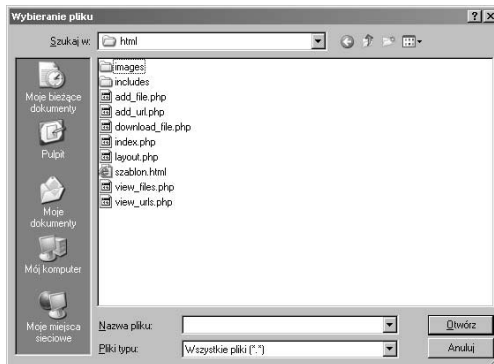 Wybieranie pliku
Szukaj w:
html
images
includes
add_file.php
add_url.php
download_file.php
index.php
layout.php
szablon.html
view_files.php
view_urls.php
Moje bieżące
dokumenty
Pulpit
Moje
dokumenty
Mój komputer
Moje miejsca
sieciowe
Nazwa pliku:
Otwórz
Pliki typu:
Wszystkie pliki (*.*)
Anuluj